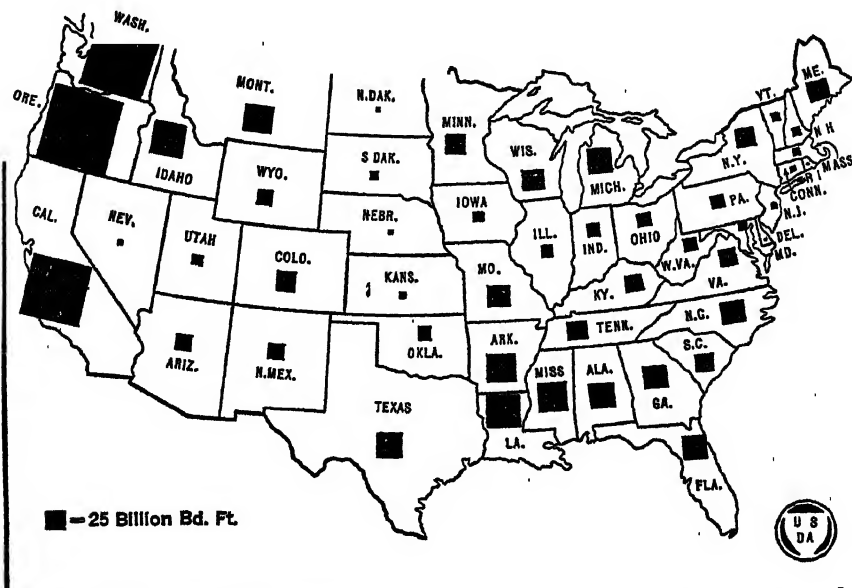 WASH.
ORE.
MONT.
IDAHO
N.DAK.
S DAK.
MINN.
WIS.
MICH.
VT.
ME.
N H
MASS
R I
CONN.
N.Y.
PA.
N.J.
DEL.
MD.
WYO.
NEBR.
IOWA
ILL.
IND.
OHIO
W.VA.
VA.
CAL.
NEV.
UTAH
COLO.
KANS.
MO.
KY.
N.C.
TENN.
S.C.
ARIZ.
N.MEX.
OKLA.
ARK.
MISS
ALA.
GA.
TEXAS
LA.
FLA.
= 25 Billion Bd. Ft.
U S
DA